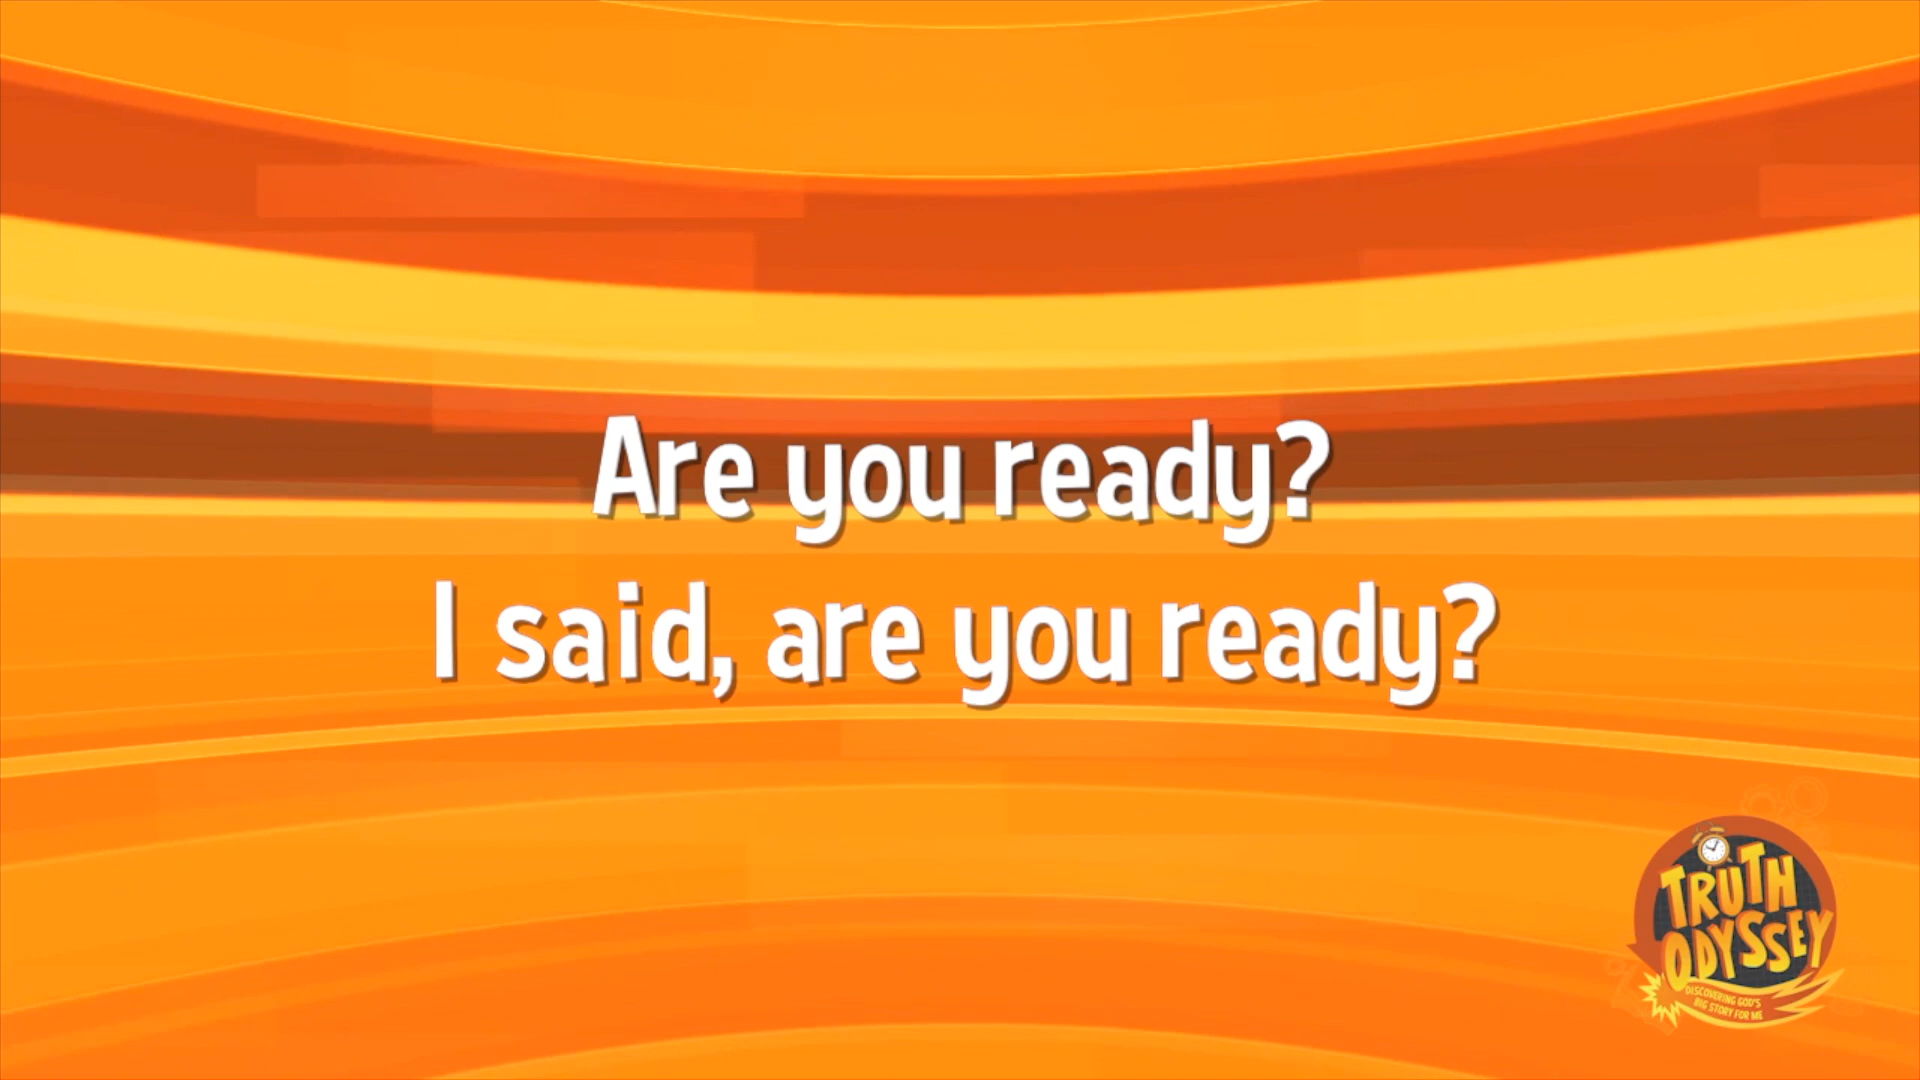 Are you ready?
I said, are you ready?
TRUTH
ODYSSEY
DISCOVERING GOD'S
BIG STORY FOR ME